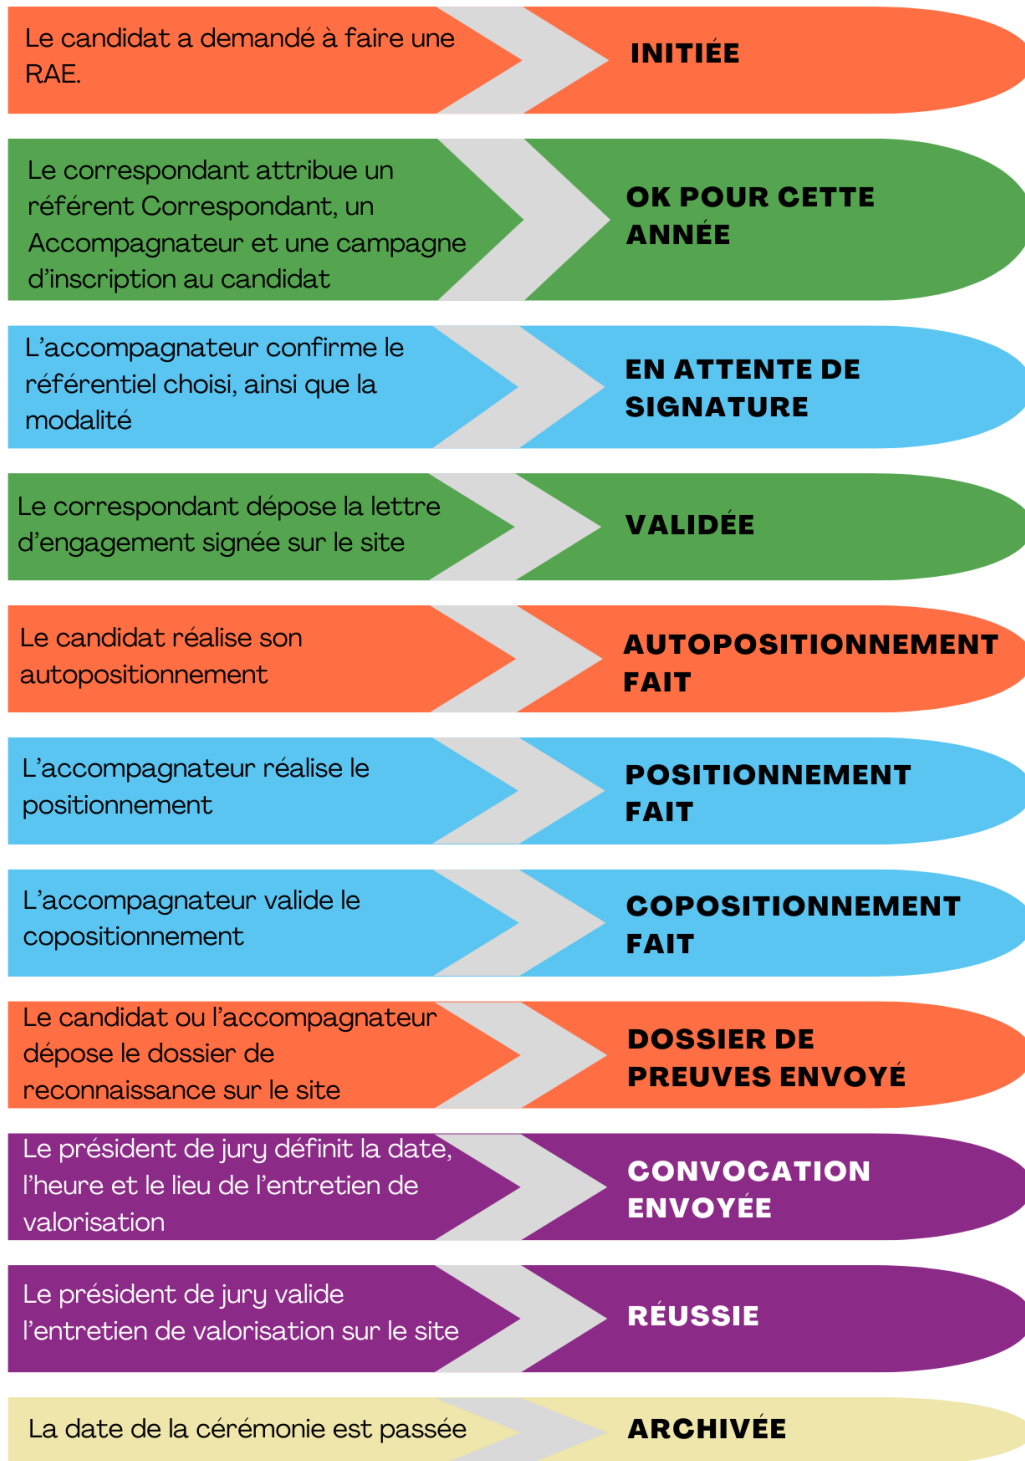 Le candidat a demandé à faire une
RAE.
INITIÉE
Le correspondant attribue un
référent Correspondant, un
Accompagnateur et une campagne
d'inscription au candidat
OK POUR CETTE
ANNÉE
L'accompagnateur confirme le
référentiel choisi, ainsi que la
modalité
EN ATTENTE DE
SIGNATURE
Le correspondant dépose la lettre
d'engagement signée sur le site
VALIDÉE
Le candidat réalise son
autopositionnement
AUTOPOSITIONNEMENT
FAIT
L'accompagnateur réalise le
positionnement
POSITIONNEMENT
FAIT
L'accompagnateur valide le
copositionnement
COPOSITIONNEMENT
FAIT
Le candidat ou l'accompagnateur
dépose le dossier de
reconnaissance sur le site
DOSSIER DE
PREUVES ENVOYÉ
Le président de jury définit la date,
l'heure et le lieu de l'entretien de
valorisation
CONVOCATION
ENVOYÉE
Le président de jury valide
l'entretien de valorisation sur le site
RÉUSSIE
La date de la cérémonie est passée
ARCHIVÉE